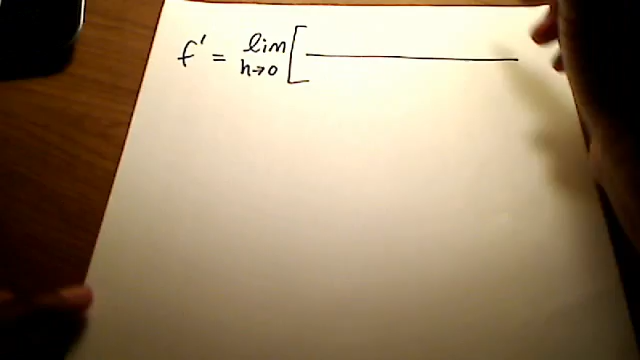 f' = lim h→0 [